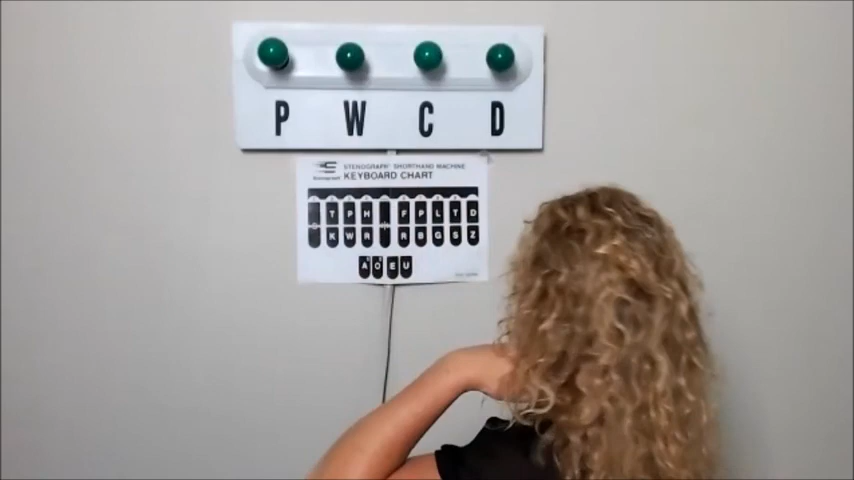 P W C D
STENOGRAPH SHORTHAND MACHINE
KEYBOARD CHART
S T P H * F P L T D
K W R R B G S Z
A O E U